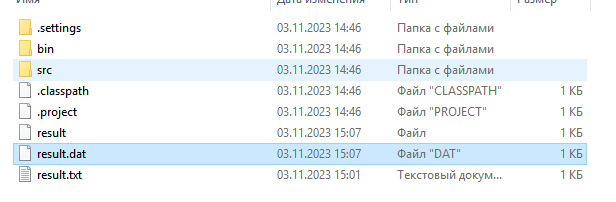 Имя Дата изменения Тип Размер
.settings 03.11.2023 14:46 Папка с файлами
bin 03.11.2023 14:46 Папка с файлами
src 03.11.2023 14:46 Папка с файлами
.classpath 03.11.2023 14:46 Файл "CLASSPATH" 1 КБ
.project 03.11.2023 14:46 Файл "PROJECT" 1 КБ
result 03.11.2023 15:07 Файл 1 КБ
result.dat 03.11.2023 15:07 Файл "DAT" 1 КБ
result.txt 03.11.2023 15:01 Текстовый докум... 1 КБ